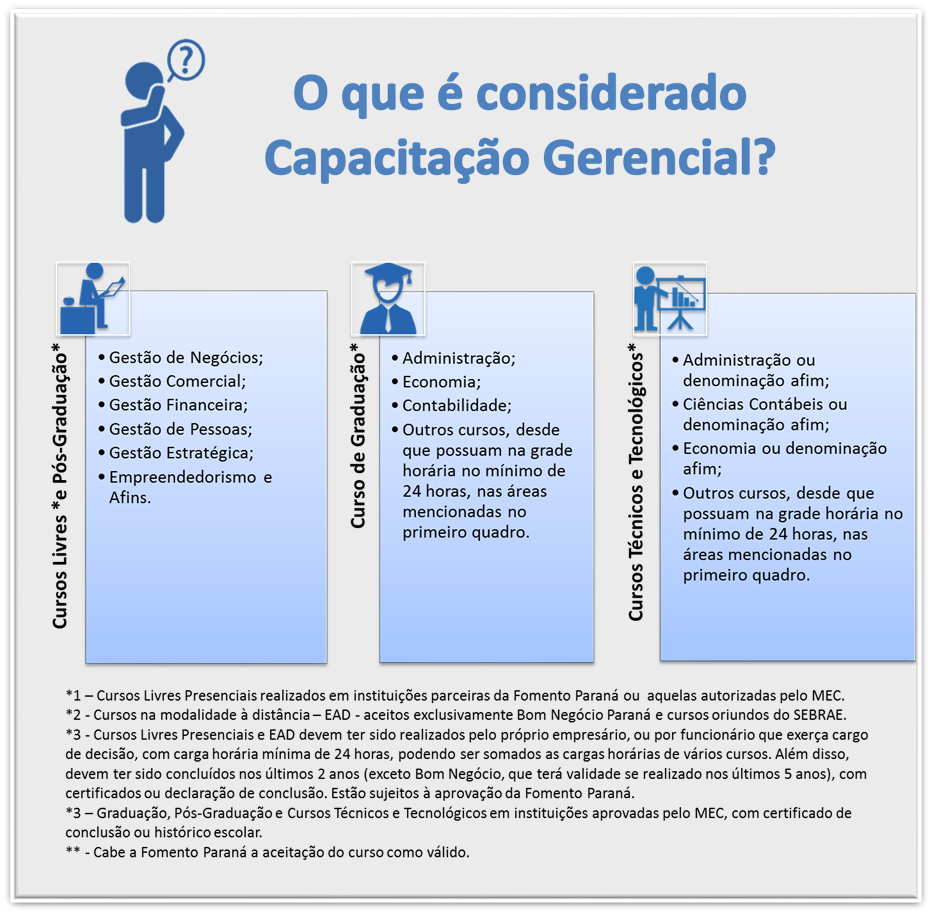 ?
O que é considerado
Capacitação Gerencial?
Cursos Livres *e Pós-Graduação*
• Gestão de Negócios;
• Gestão Comercial;
• Gestão Financeira;
• Gestão de Pessoas;
• Gestão Estratégica;
• Empreendedorismo e
Afins.
Curso de Graduação*
• Administração;
• Economia;
• Contabilidade;
• Outros cursos, desde
que possuam na grade
horária no mínimo de
24 horas, nas áreas
mencionadas no
primeiro quadro.
Cursos Técnicos e Tecnológicos*
• Administração ou
denominação afim;
• Ciências Contábeis ou
denominação afim;
• Economia ou denominação
afim;
• Outros cursos, desde que
possuam na grade horária no
mínimo de 24 horas, nas
áreas mencionadas no
primeiro quadro.
*1 – Cursos Livres Presenciais realizados em instituições parceiras da Fomento Paraná ou aquelas autorizadas pelo MEC.
*2 - Cursos na modalidade à distância – EAD - aceitos exclusivamente Bom Negócio Paraná e cursos oriundos do SEBRAE.
*3 - Cursos Livres Presenciais e EAD devem ter sido realizados pelo próprio empresário, ou por funcionário que exerça cargo
de decisão, com carga horária mínima de 24 horas, podendo ser somados as cargas horárias de vários cursos. Além disso,
devem ter sido concluídos nos últimos 2 anos (exceto Bom Negócio, que terá validade se realizado nos últimos 5 anos), com
certificados ou declaração de conclusão. Estão sujeitos à aprovação da Fomento Paraná.
*3 – Graduação, Pós-Graduação e Cursos Técnicos e Tecnológicos em instituições aprovadas pelo MEC, com certificado de
conclusão ou histórico escolar.
** - Cabe a Fomento Paraná a aceitação do curso como válido.